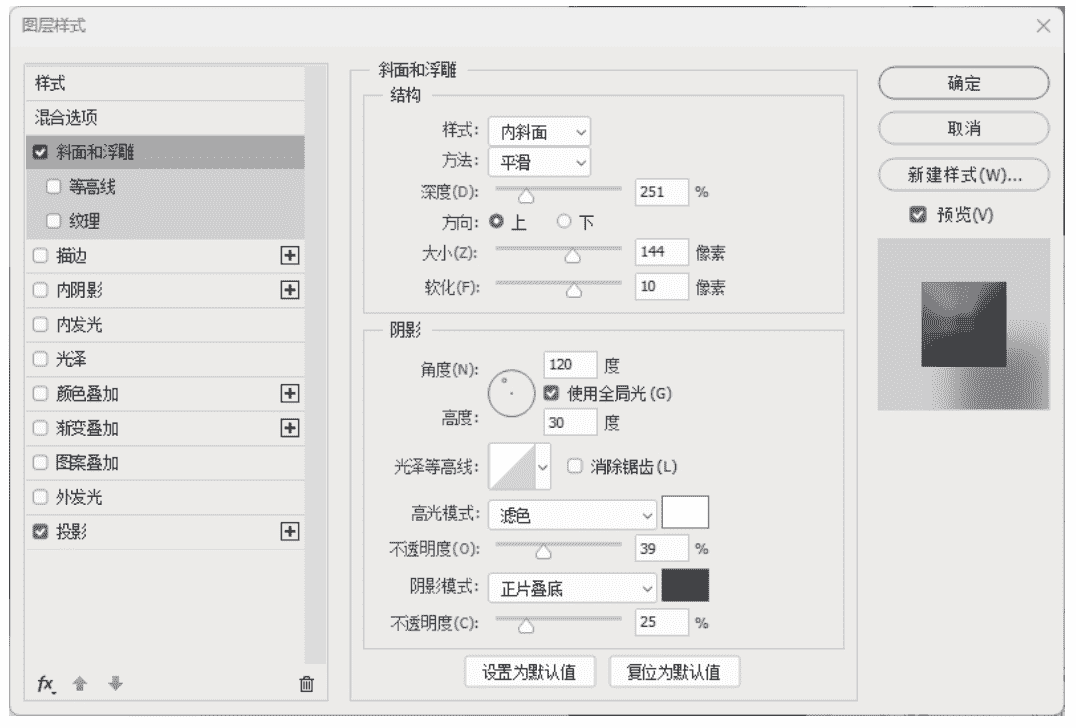 图层样式
样式
混合选项
斜面和浮雕
等高线
纹理
描边
内阴影
内发光
光泽
颜色叠加
渐变叠加
图案叠加
外发光
投影
fx
斜面和浮雕
结构
样式: 内斜面
方法: 平滑
深度(D): 251 %
方向: 上 下
大小(Z): 144 像素
软化(F): 10 像素
阴影
角度(N): 120 度
使用全局光(G)
高度: 30 度
光泽等高线: 消除锯齿(L)
高光模式: 滤色
不透明度(O): 39 %
阴影模式: 正片叠底
不透明度(C): 25 %
设置为默认值 复位为默认值
确定
取消
新建样式(W)...
预览(V)